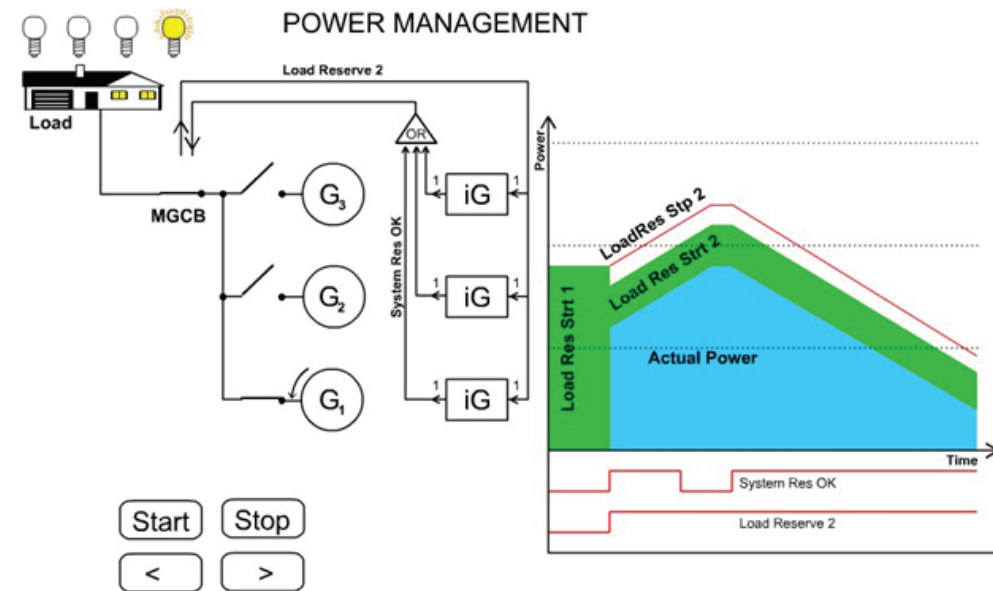 POWER MANAGEMENT
Load Reserve 2
Load
OR
MGCB
G3
G2
G1
System Res OK
1 iG 1
1 iG 1
1 iG 1
Power
LoadRes Stp 2
Load Res Strt 2
Load Res Strt 1
Actual Power
Time
System Res OK
Load Reserve 2
Start Stop
< >